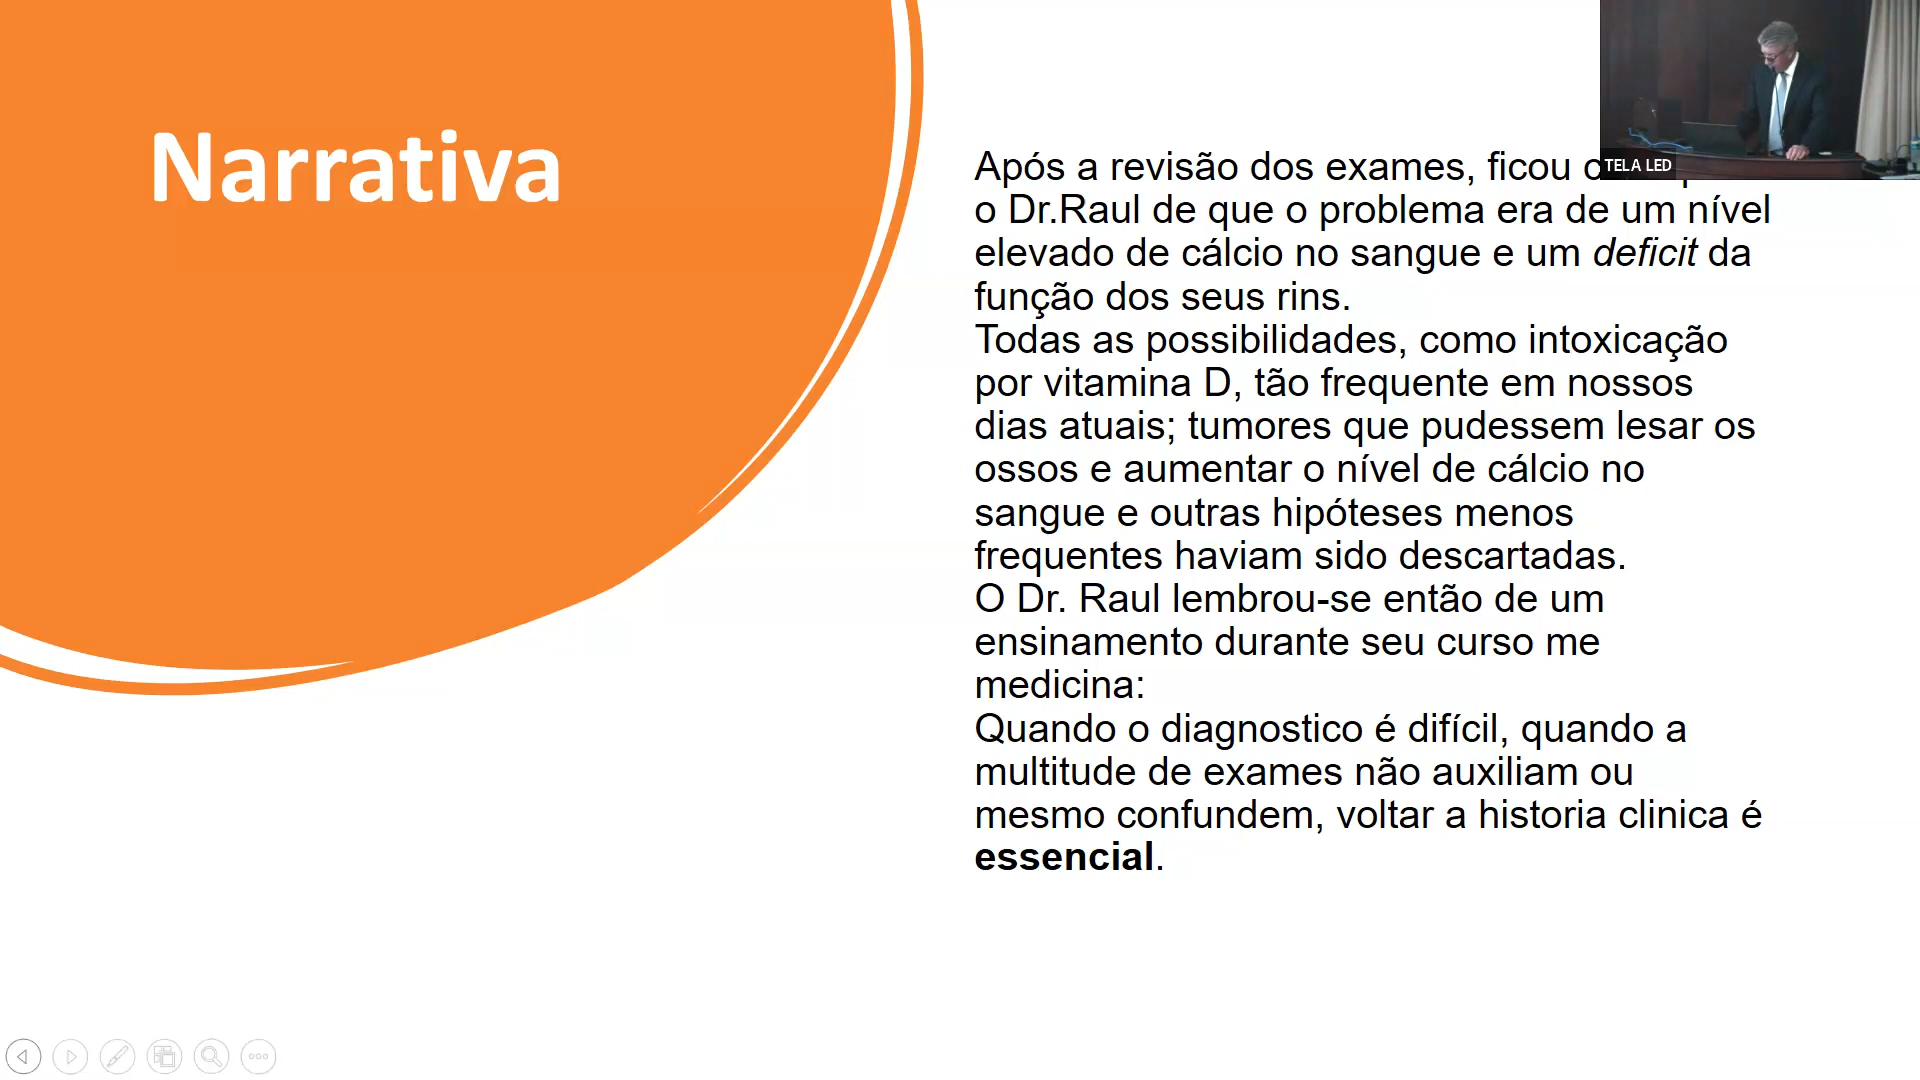 Narrativa
Após a revisão dos exames, ficou
o Dr.Raul de que o problema era de um nível
elevado de cálcio no sangue e um deficit da
função dos seus rins.
Todas as possibilidades, como intoxicação
por vitamina D, tão frequente em nossos
dias atuais; tumores que pudessem lesar os
ossos e aumentar o nível de cálcio no
sangue e outras hipóteses menos
frequentes haviam sido descartadas.
O Dr. Raul lembrou-se então de um
ensinamento durante seu curso me
medicina:
Quando o diagnostico é difícil, quando a
multitude de exames não auxiliam ou
mesmo confundem, voltar a historia clinica é
essencial.
TELA LED